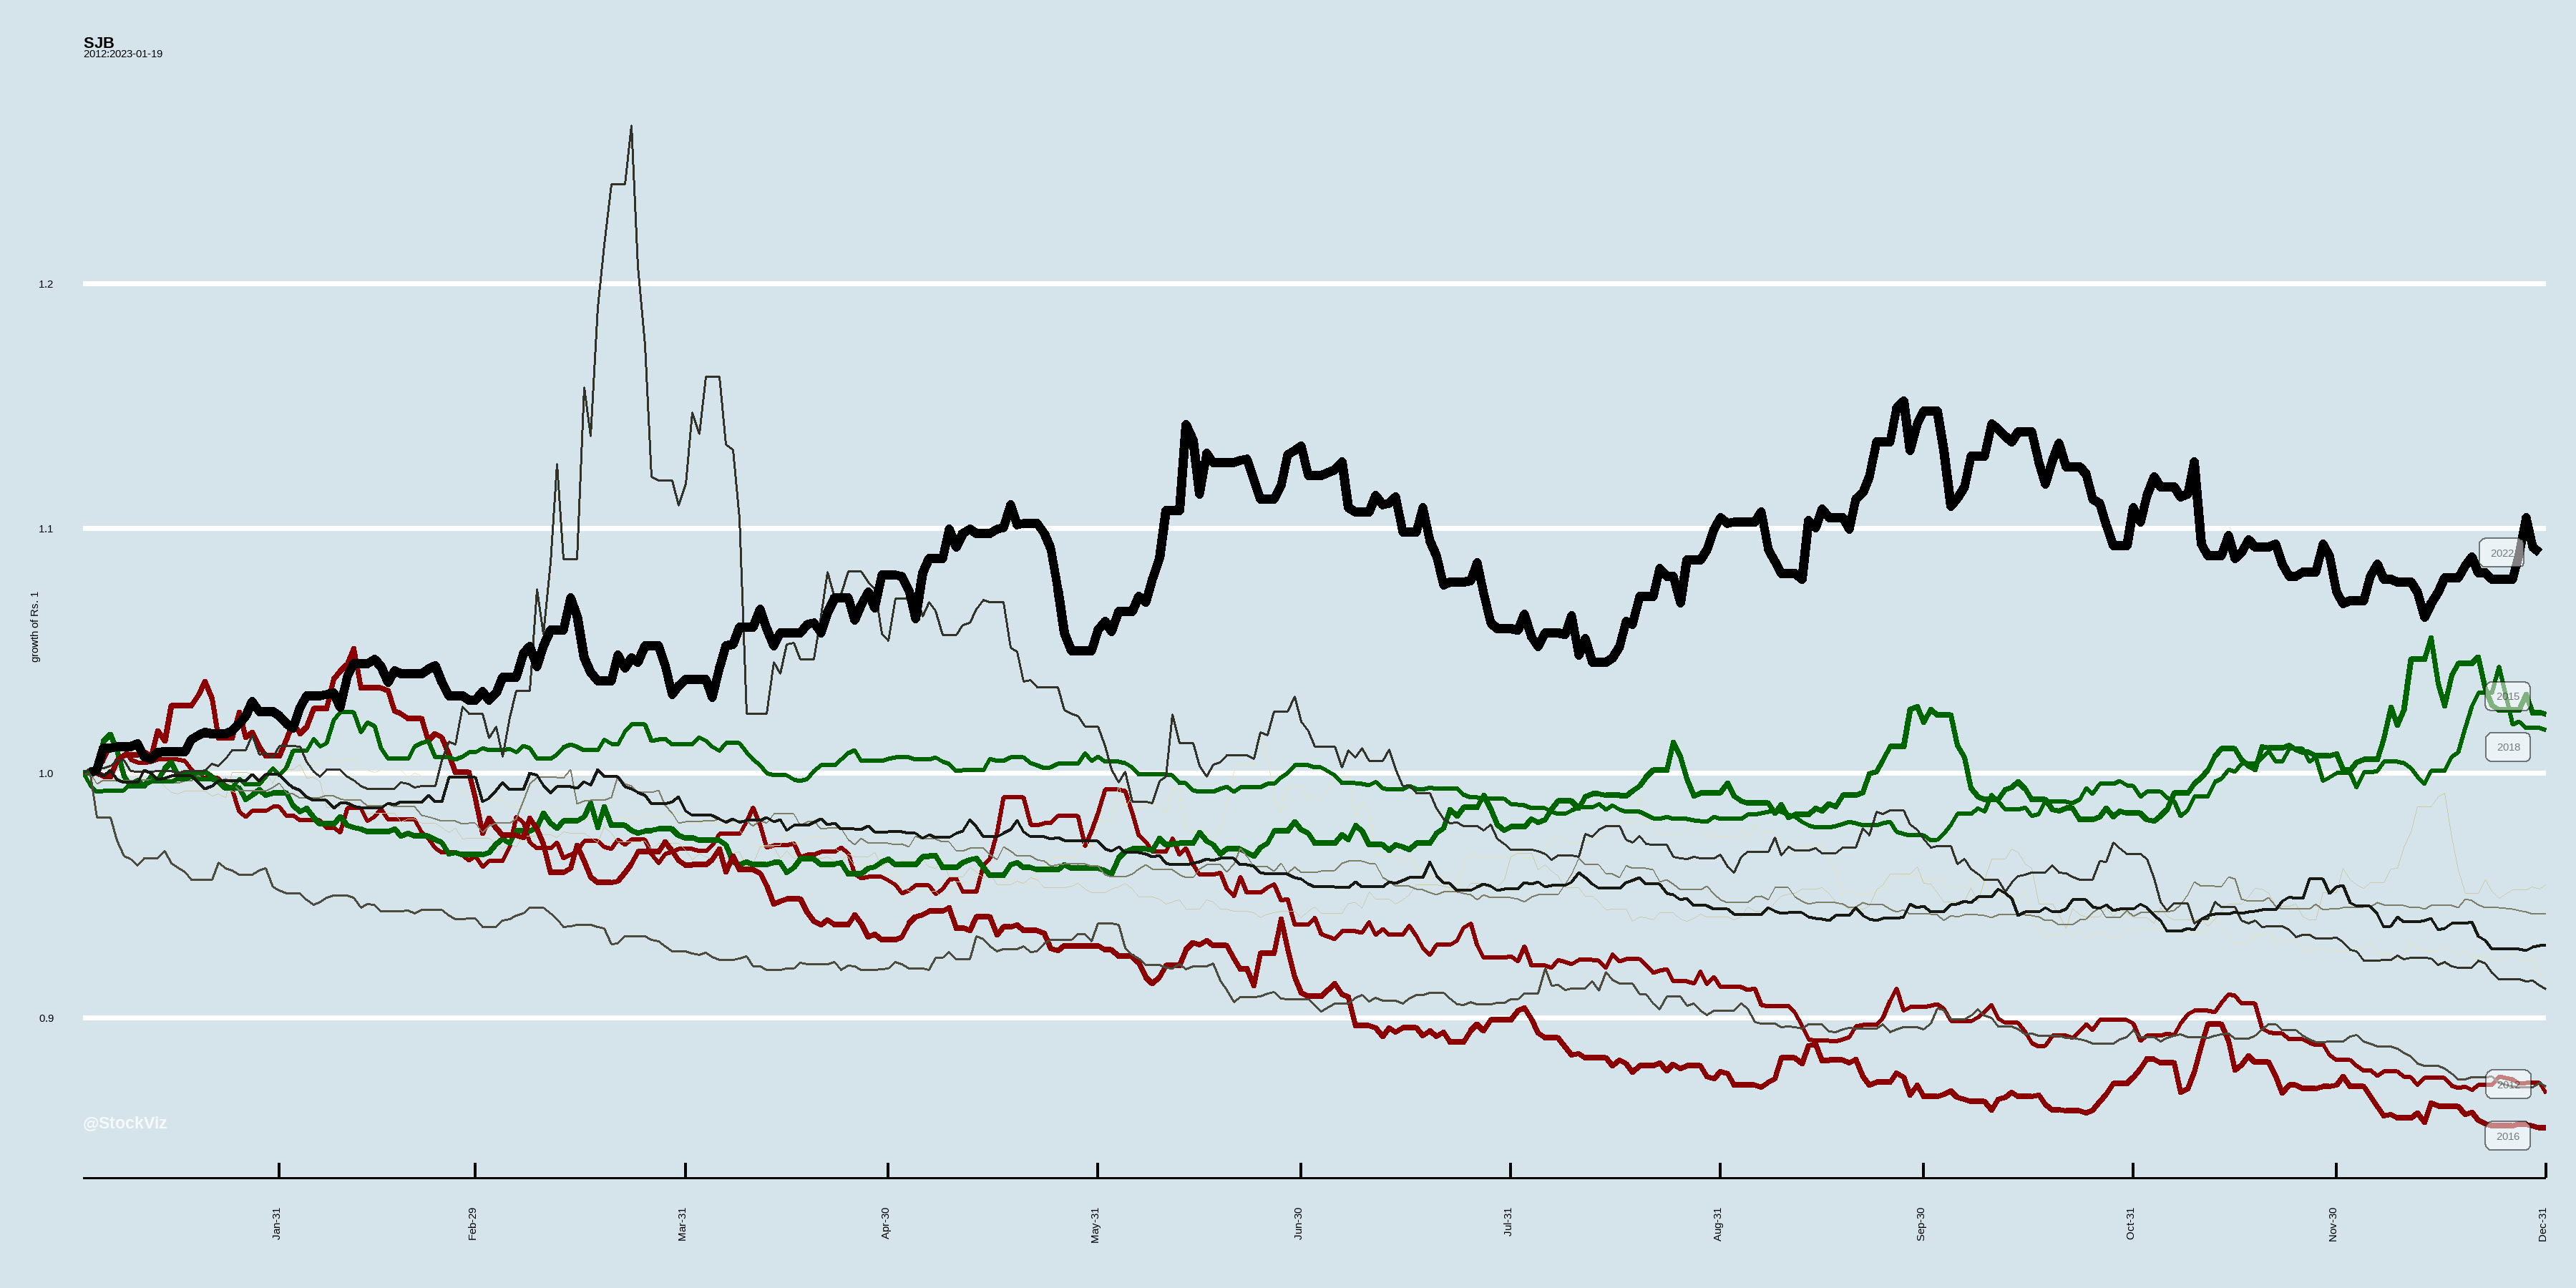 SJB
2012:2023-01-19
1.2
1.1
1.0
0.9
growth of Rs. 1
2022
2015
2018
2012
2016
@StockViz
Jan-31
Feb-29
Mar-31
Apr-30
May-31
Jun-30
Jul-31
Aug-31
Sep-30
Oct-31
Nov-30
Dec-31